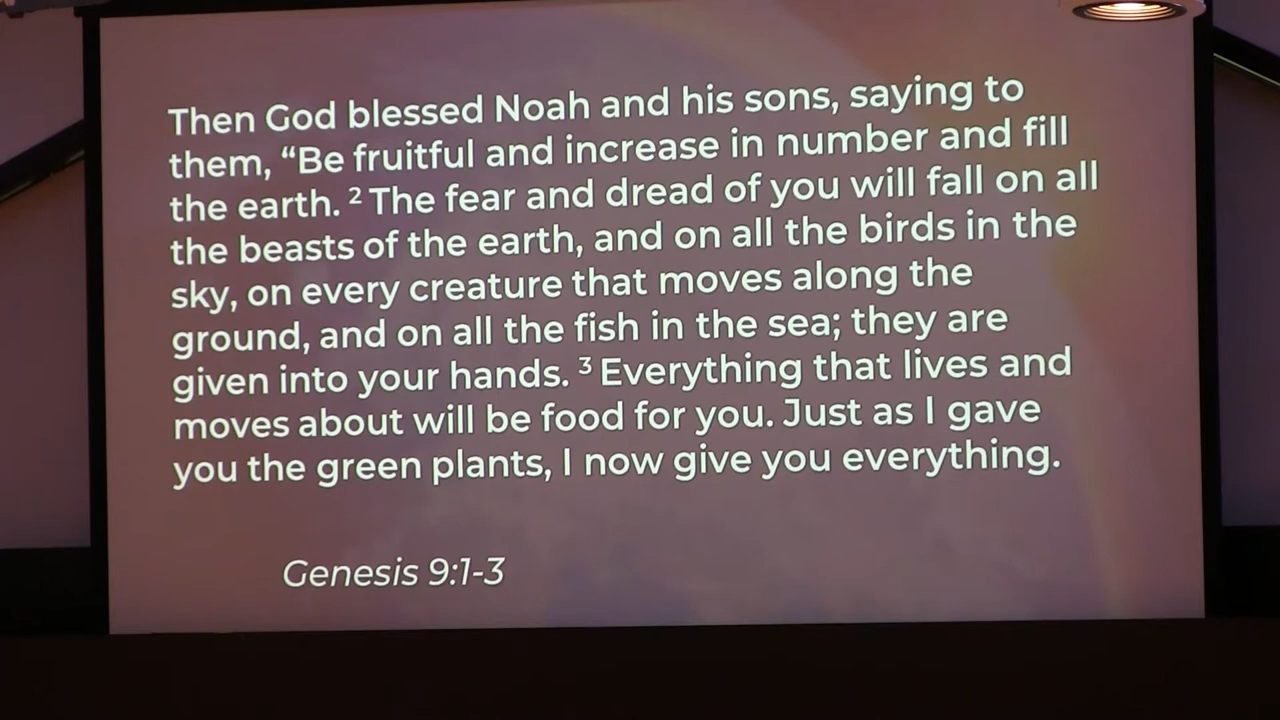 Then God blessed Noah and his sons, saying to
them, “Be fruitful and increase in number and fill
the earth. ² The fear and dread of you will fall on all
the beasts of the earth, and on all the birds in the
sky, on every creature that moves along the
ground, and on all the fish in the sea; they are
given into your hands. ³ Everything that lives and
moves about will be food for you. Just as I gave
you the green plants, I now give you everything.
Genesis 9:1-3